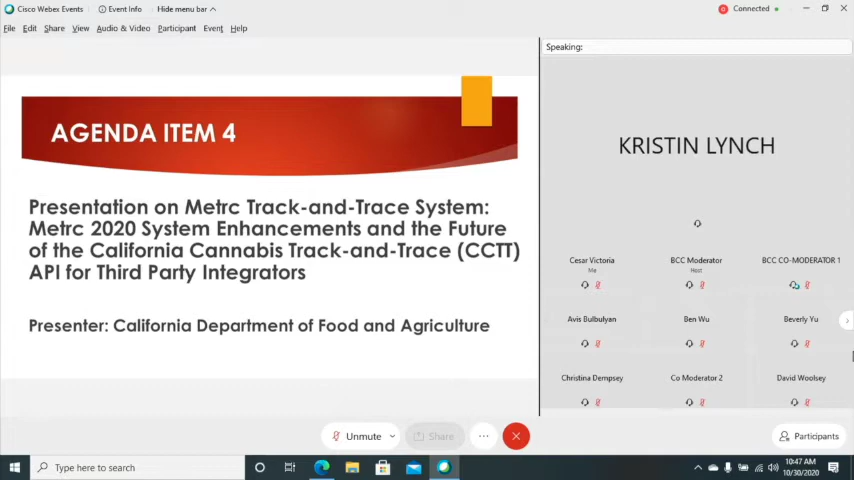 Cisco Webex Events
Event Info
Hide menu bar
Connected
File Edit Share View Audio & Video Participant Event Help
Speaking:
AGENDA ITEM 4
Presentation on Metrc Track-and-Trace System:
Metrc 2020 System Enhancements and the Future
of the California Cannabis Track-and-Trace (CCTT)
API for Third Party Integrators
Presenter: California Department of Food and Agriculture
KRISTIN LYNCH
Cesar Victoria
Me
BCC Moderator
Host
BCC CO-MODERATOR 1
Avis Bulbulyan
Ben Wu
Beverly Yu
Christina Dempsey
Co Moderator 2
David Woolsey
Unmute
Share
Participants
Type here to search
10:47 AM
10/30/2020